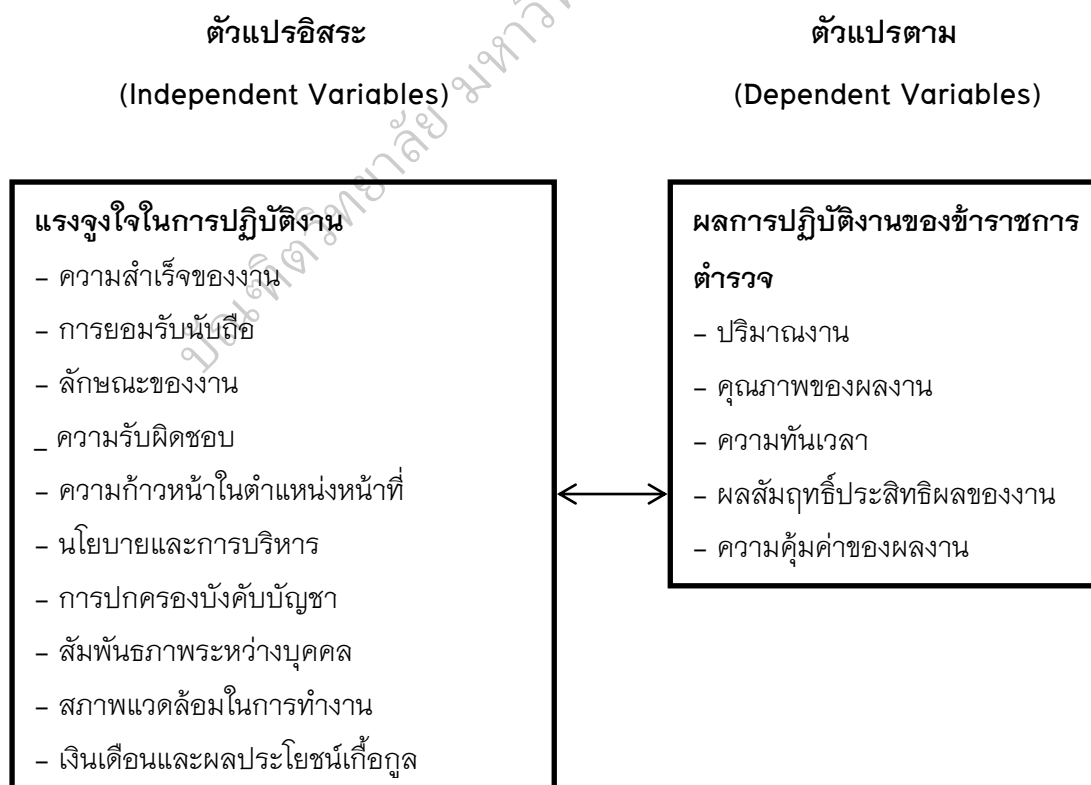 ตัวแปรอิสระ
(Independent Variables)
แรงจูงใจในการปฏิบัติงาน
– ความสำเร็จของงาน
– การยอมรับนับถือ
– ลักษณะของงาน
_ ความรับผิดชอบ
– ความก้าวหน้าในตำแหน่งหน้าที่
– นโยบายและการบริหาร
– การปกครองบังคับบัญชา
– สัมพันธภาพระหว่างบุคคล
– สภาพแวดล้อมในการทำงาน
– เงินเดือนและผลประโยชน์เกื้อกูล
ตัวแปรตาม
(Dependent Variables)
ผลการปฏิบัติงานของข้าราชการ
ตำรวจ
– ปริมาณงาน
– คุณภาพของผลงาน
– ความทันเวลา
– ผลสัมฤทธิ์ประสิทธิผลของงาน
– ความคุ้มค่าของผลงาน
บัณฑิตวิทยาลัย